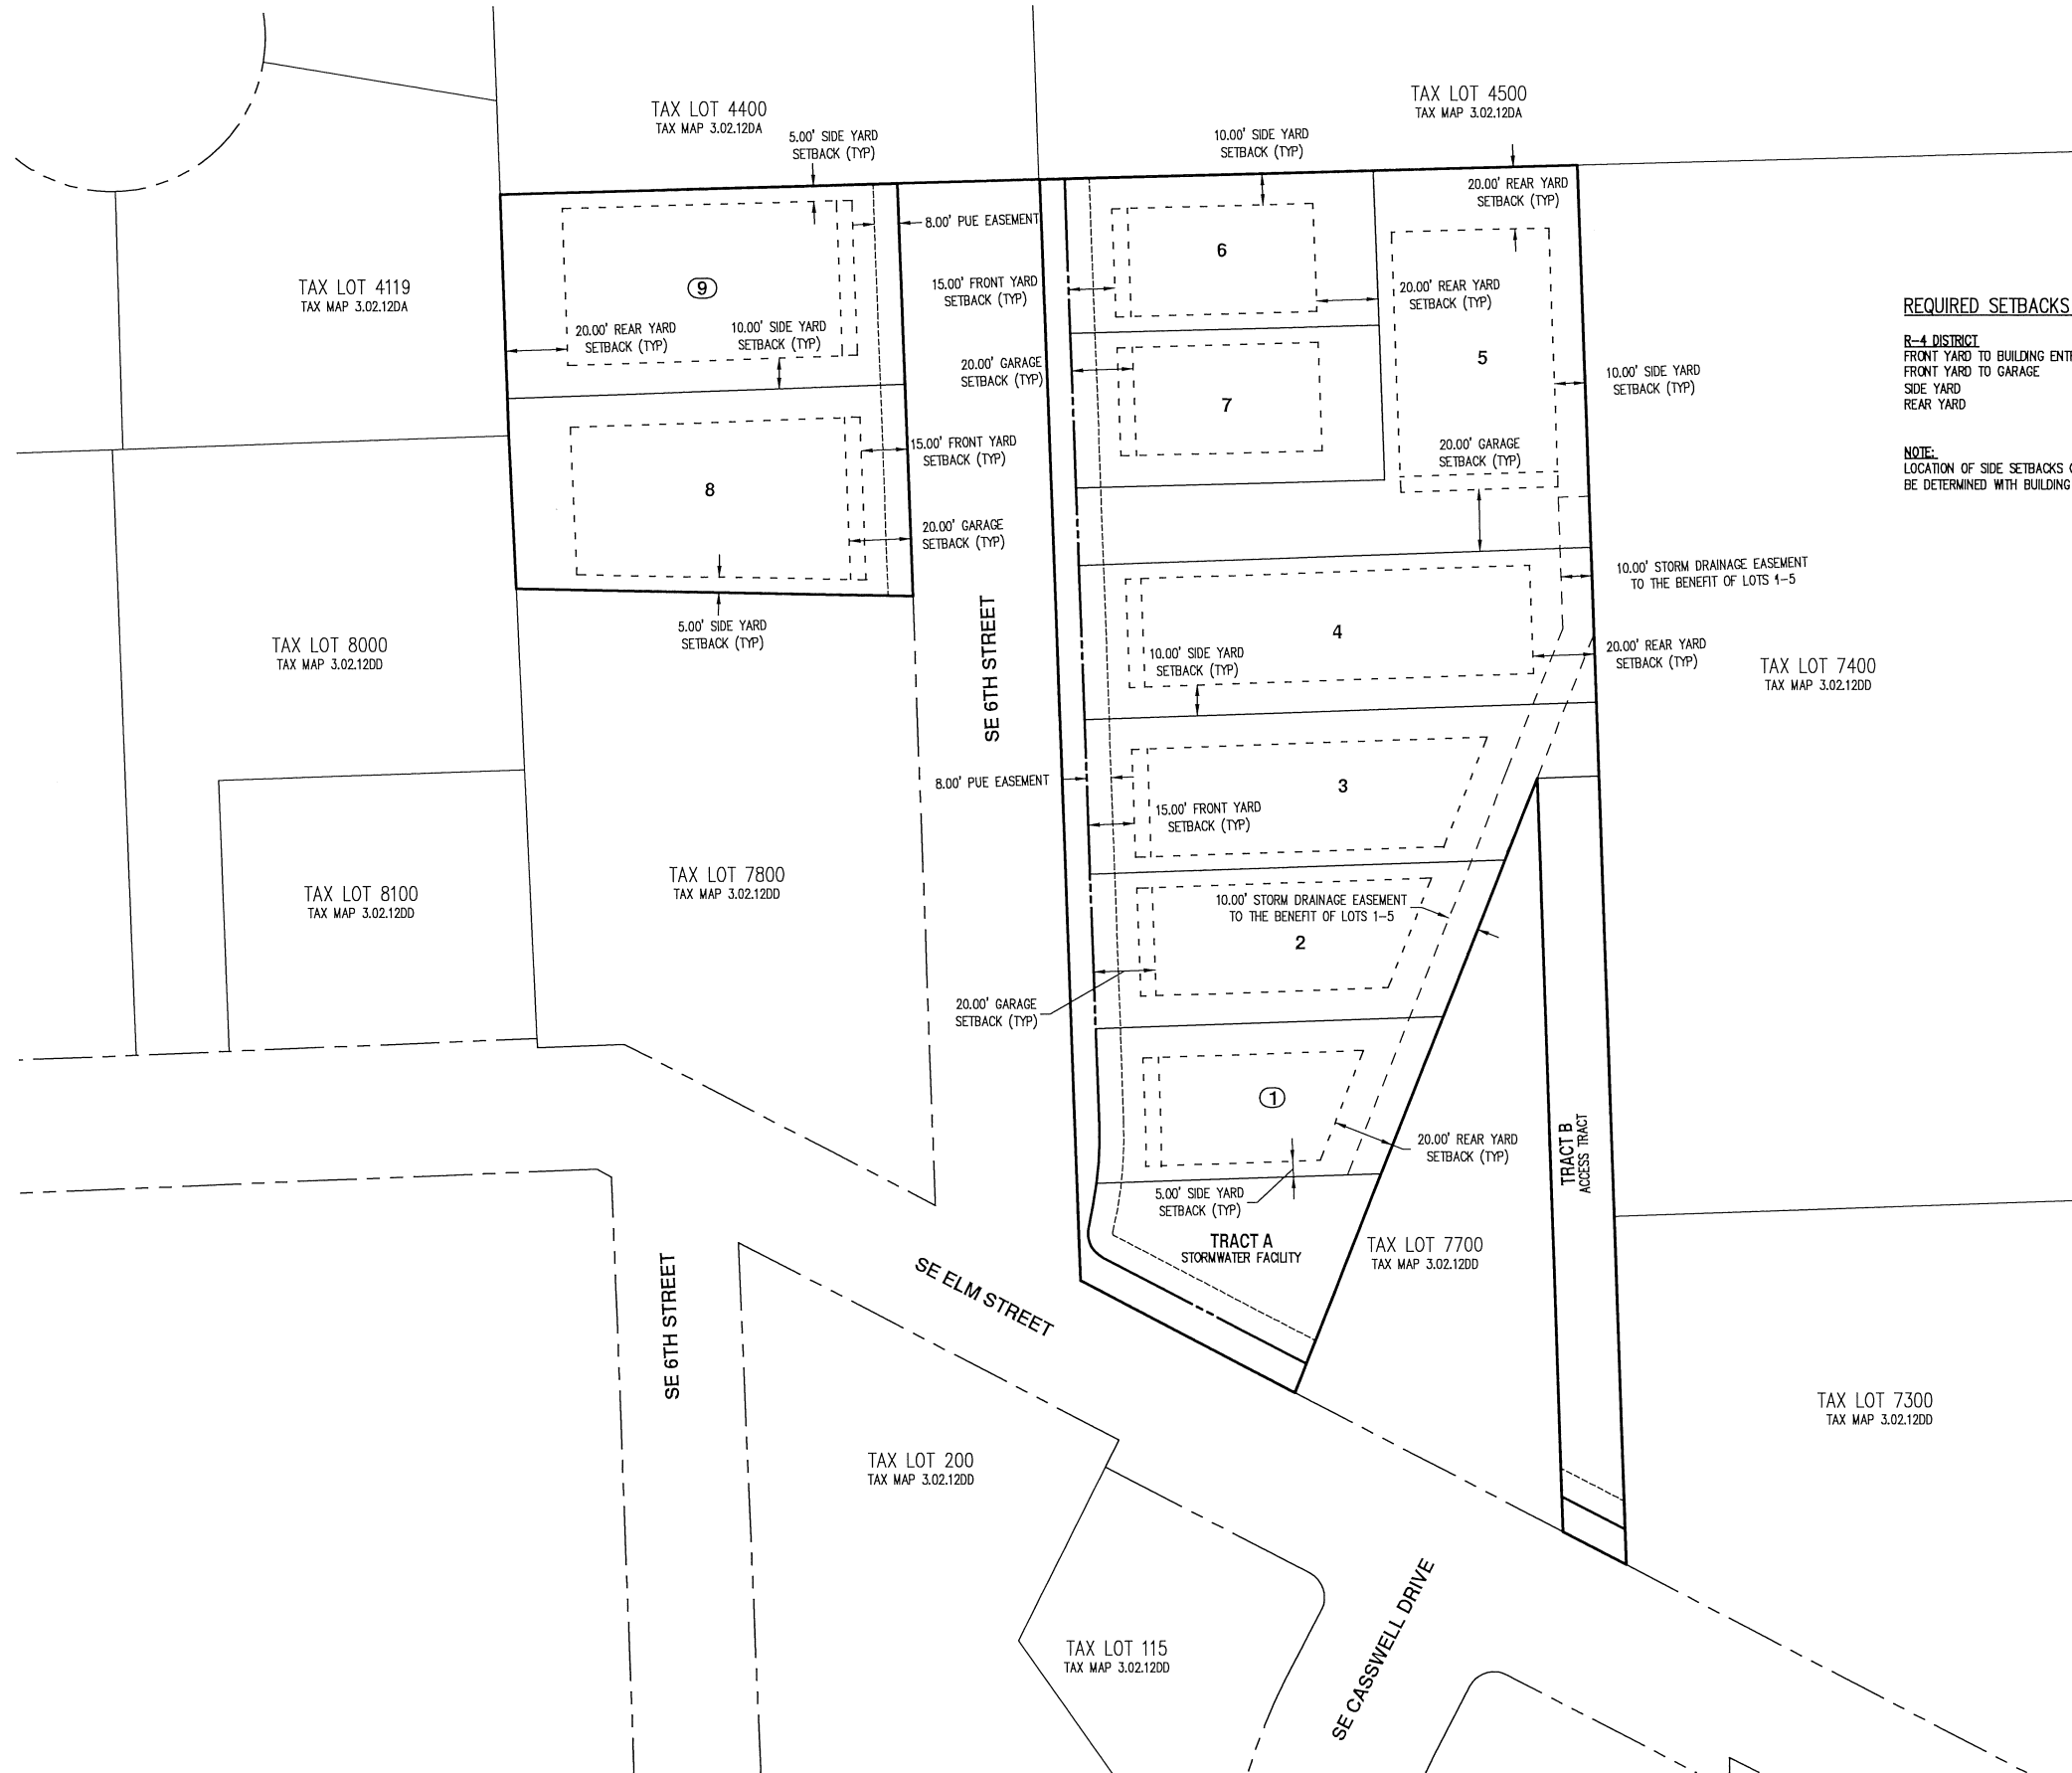 TAX LOT 4400
TAX MAP 3.02.12DA
5.00' SIDE YARD
SETBACK (TYP)
10.00' SIDE YARD
SETBACK (TYP)
TAX LOT 4500
TAX MAP 3.02.12DA
20.00' REAR YARD
SETBACK (TYP)
8.00' PUE EASEMENT
6
TAX LOT 4119
TAX MAP 3.02.12DA
9
15.00' FRONT YARD
SETBACK (TYP)
20.00' REAR YARD
SETBACK (TYP)
REQUIRED SETBACKS
R-4 DISTRICT
FRONT YARD TO BUILDING
FRONT YARD TO GARAGE
SIDE YARD
REAR YARD
20.00' REAR YARD
SETBACK (TYP)
10.00' SIDE YARD
SETBACK (TYP)
20.00' GARAGE
SETBACK (TYP)
5
10.00' SIDE YARD
SETBACK (TYP)
7
15.00' FRONT YARD
SETBACK (TYP)
20.00' GARAGE
SETBACK (TYP)
NOTE:
LOCATION OF SIDE SETBACKS
BE DETERMINED WITH BUILDING
8
20.00' GARAGE
SETBACK (TYP)
10.00' STORM DRAINAGE EASEMENT
TO THE BENEFIT OF LOTS 1-5
5.00' SIDE YARD
SETBACK (TYP)
SE 6TH STREET
4
TAX LOT 8000
TAX MAP 3.02.12DD
10.00' SIDE YARD
SETBACK (TYP)
20.00' REAR YARD
SETBACK (TYP)
TAX LOT 7400
TAX MAP 3.02.12DD
8.00' PUE EASEMENT
3
15.00' FRONT YARD
SETBACK (TYP)
TAX LOT 7800
TAX MAP 3.02.12DD
TAX LOT 8100
TAX MAP 3.02.12DD
10.00' STORM DRAINAGE EASEMENT
TO THE BENEFIT OF LOTS 1-5
2
20.00' GARAGE
SETBACK (TYP)
1
20.00' REAR YARD
SETBACK (TYP)
TRACT B
ACCESS TRACT
5.00' SIDE YARD
SETBACK (TYP)
TRACT A
STORMWATER FACILITY
TAX LOT 7700
TAX MAP 3.02.12DD
SE ELM STREET
SE 6TH STREET
TAX LOT 7300
TAX MAP 3.02.12DD
TAX LOT 200
TAX MAP 3.02.12DD
SE CASSWELL DRIVE
TAX LOT 115
TAX MAP 3.02.12DD